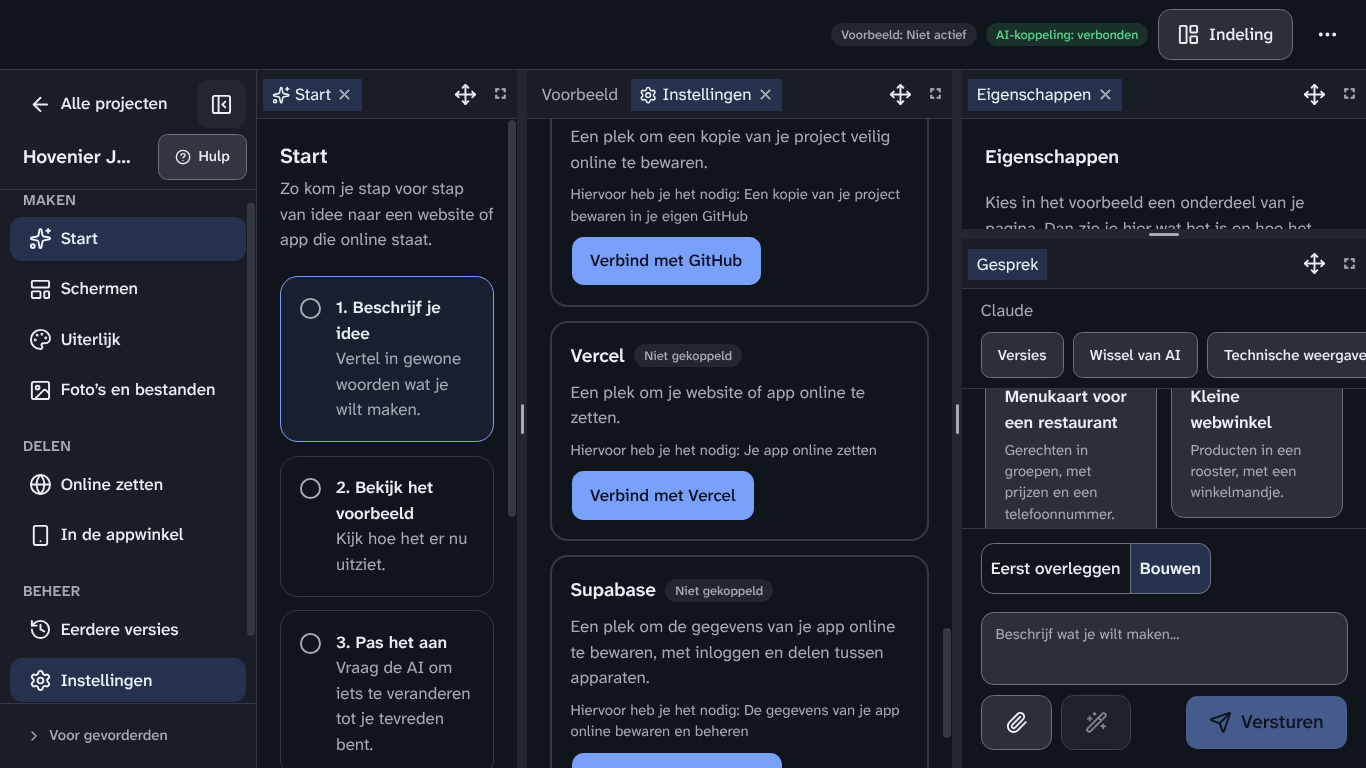 Voorbeeld: Niet actief
AI-koppeling: verbonden
Indeling
Alle projecten
Hovenier J...
Hulp
MAKEN
Start
Schermen
Uiterlijk
Foto's en bestanden
DELEN
Online zetten
In de appwinkel
BEHEER
Eerdere versies
Instellingen
Voor gevorderden
Start
Start
Zo kom je stap voor stap
van idee naar een website of
app die online staat.
1. Beschrijf je
idee
Vertel in gewone
woorden wat je
wilt maken.
2. Bekijk het
voorbeeld
Kijk hoe het er nu
uitziet.
3. Pas het aan
Vraag de AI om
iets te veranderen
tot je tevreden
bent.
Voorbeeld
Instellingen
Een plek om een kopie van je project veilig
online te bewaren.
Hiervoor heb je het nodig: Een kopie van je project
bewaren in je eigen GitHub
Verbind met GitHub
Vercel
Niet gekoppeld
Een plek om je website of app online te
zetten.
Hiervoor heb je het nodig: Je app online zetten
Verbind met Vercel
Supabase
Niet gekoppeld
Een plek om de gegevens van je app online
te bewaren, met inloggen en delen tussen
apparaten.
Hiervoor heb je het nodig: De gegevens van je app
online bewaren en beheren
Eigenschappen
Eigenschappen
Kies in het voorbeeld een onderdeel van je
pagina. Dan zie je hier wat het is en hoe het
Gesprek
Claude
Versies
Wissel van AI
Technische weergave
Menukaart voor
een restaurant
Gerechten in
groepen, met
prijzen en een
telefoonnummer.
Kleine
webwinkel
Producten in een
rooster, met een
winkelmandje.
Eerst overleggen
Bouwen
Beschrijf wat je wilt maken...
Versturen